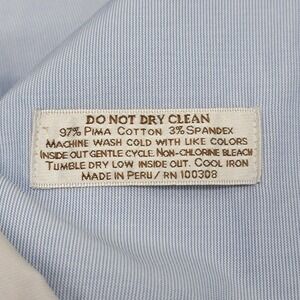 DO NOT DRY CLEAN
97% PIMA COTTON 3% SPANDEX
MACHINE WASH COLD WITH LIKE COLORS
INSIDE OUT GENTLE CYCLE. NON-CHLORINE BLEACH
TUMBLE DRY LOW INSIDE OUT. COOL IRON
MADE IN PERU/ RN 100308